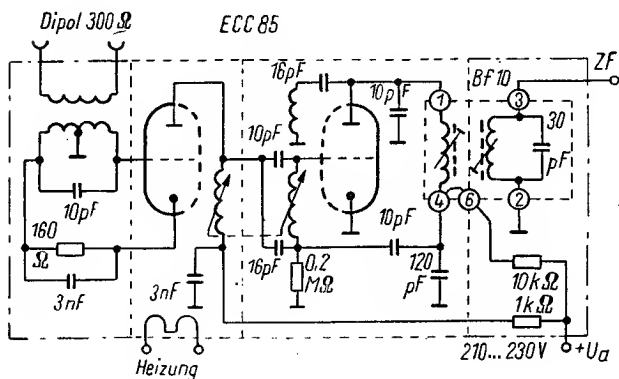 Dipol 300 Ω
ECC 85
Bf 10
ZF
16pF
10pF
10pF
1
3
30
pF
10pF
4
6
2
160
Ω
3nF
3nF
16pF
0,2
MΩ
10pF
120
pF
10kΩ
1kΩ
Heizung
210...230V
+Ua